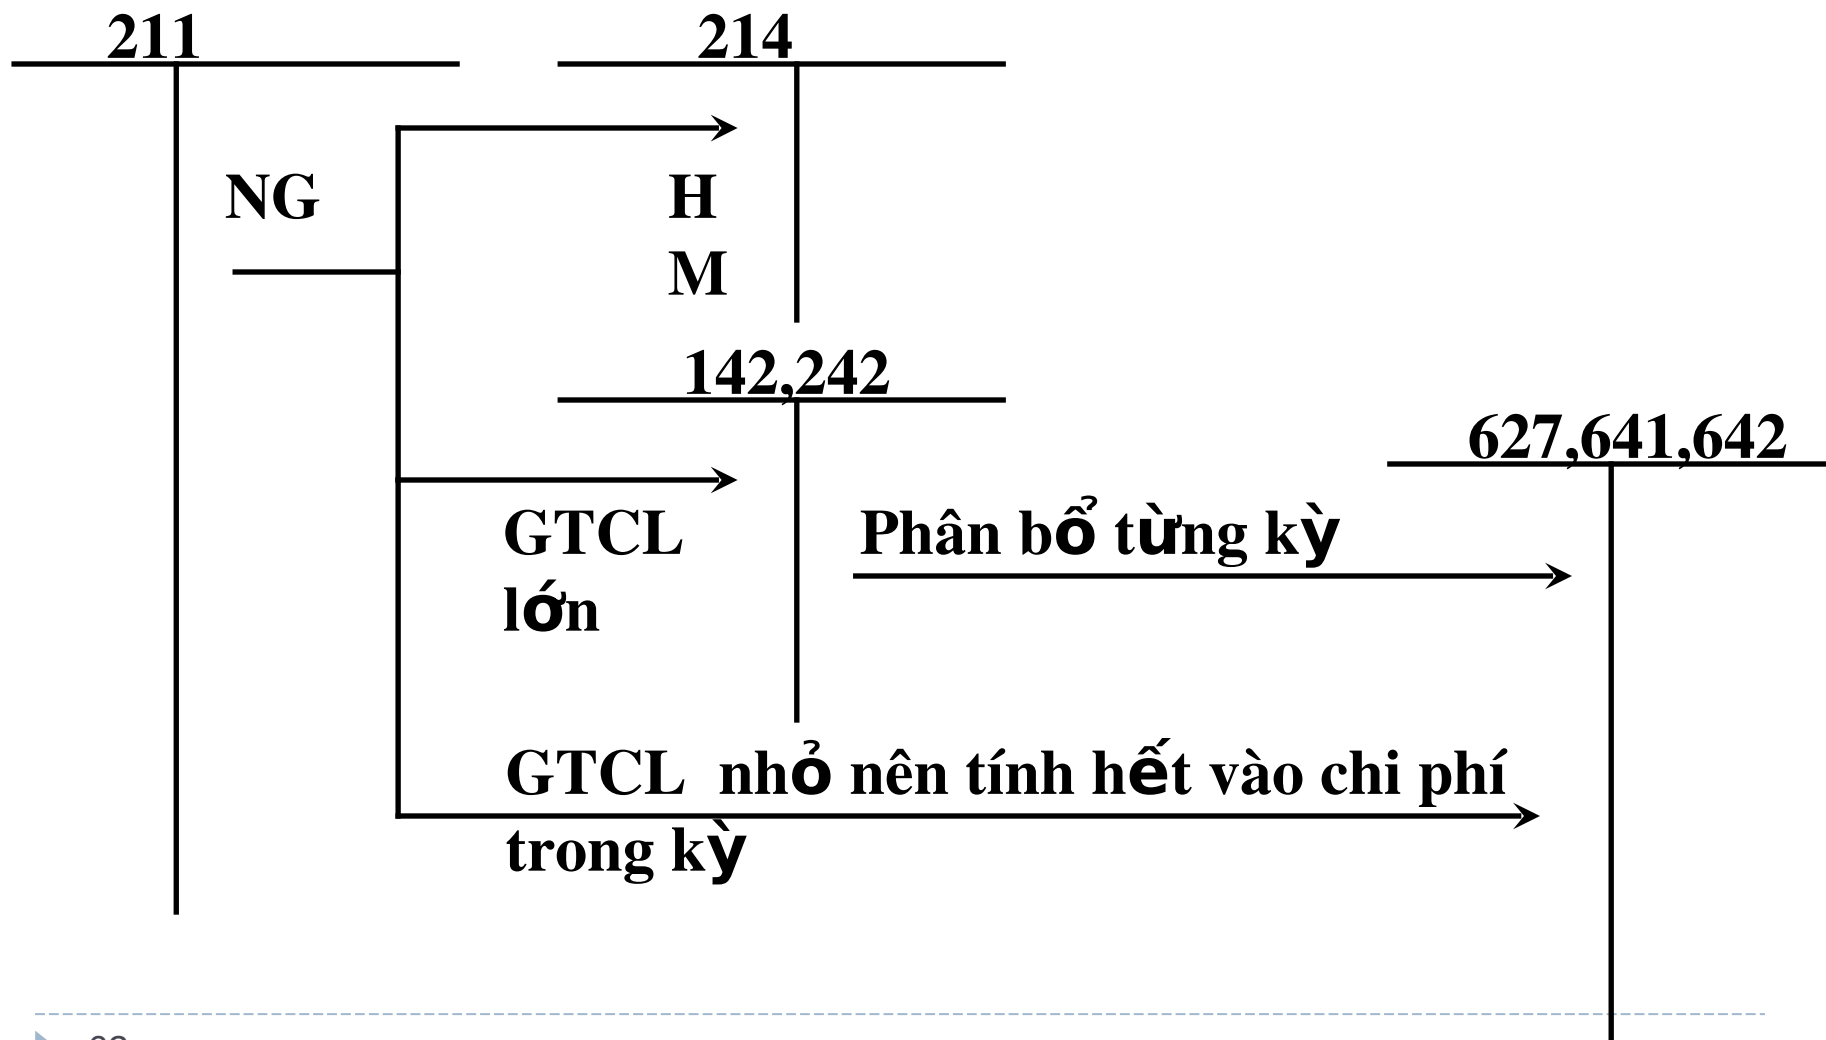 211
214
NG
H
M
142,242
627,641,642
GTCL
lớn
Phân bổ từng kỳ
GTCL nhỏ nên tính hết vào chi phí
trong kỳ